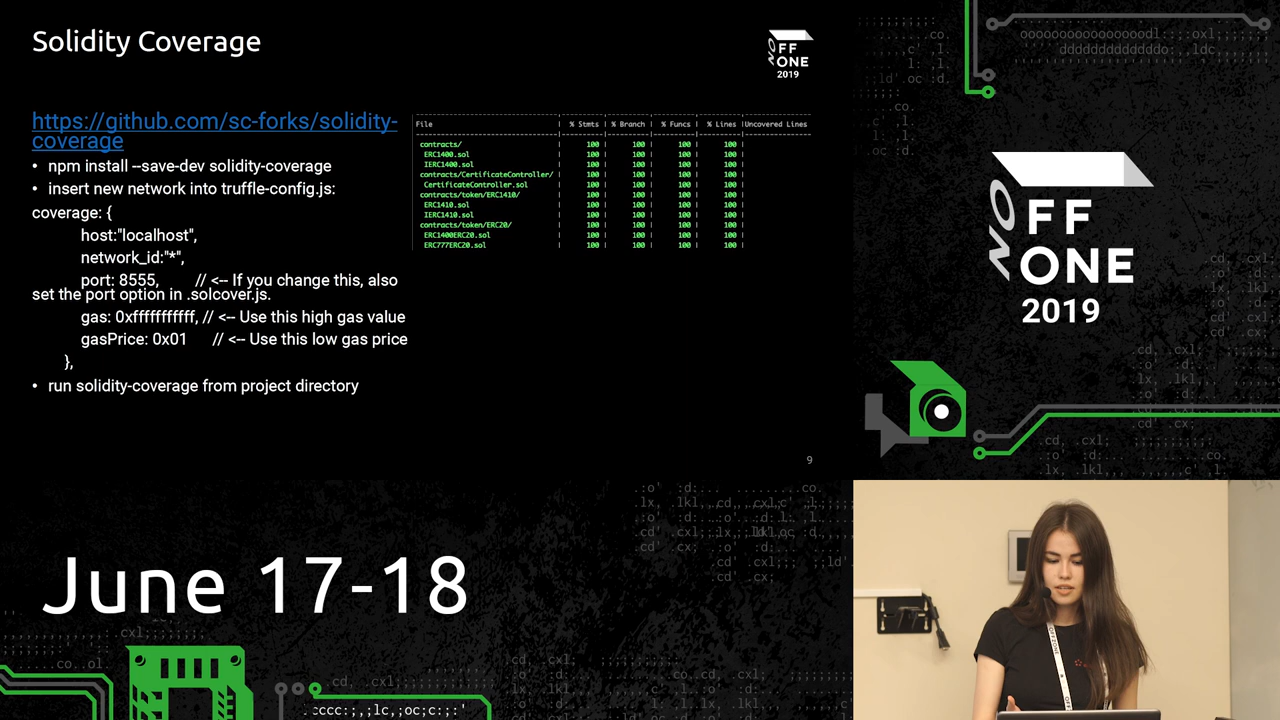 Solidity Coverage
OFF
ZONE
2019
https://github.com/sc-forks/solidity-
coverage
• npm install --save-dev solidity-coverage
• insert new network into truffle-config.js:
coverage: {
host:"localhost",
network_id:"*",
port: 8555, // <-- If you change this, also
set the port option in .solcover.js.
gas: 0xfffffffffff, // <-- Use this high gas value
gasPrice: 0x01 // <-- Use this low gas price
},
• run solidity-coverage from project directory
File | % Stmts | % Branch | % Funcs | % Lines |Uncovered Lines
contracts/ | 100 | 100 | 100 | 100 |
ERC1400.sol | 100 | 100 | 100 | 100 |
IERC1400.sol | 100 | 100 | 100 | 100 |
contracts/CertificateController/ | 100 | 100 | 100 | 100 |
CertificateController.sol | 100 | 100 | 100 | 100 |
contracts/token/ERC1410/ | 100 | 100 | 100 | 100 |
ERC1410.sol | 100 | 100 | 100 | 100 |
IERC1410.sol | 100 | 100 | 100 | 100 |
contracts/token/ERC20/ | 100 | 100 | 100 | 100 |
ERC1400ERC20.sol | 100 | 100 | 100 | 100 |
ERC777ERC20.sol | 100 | 100 | 100 | 100 |
9
OFF
ZONE
2019
June 17-18
OFFZONE
OFF